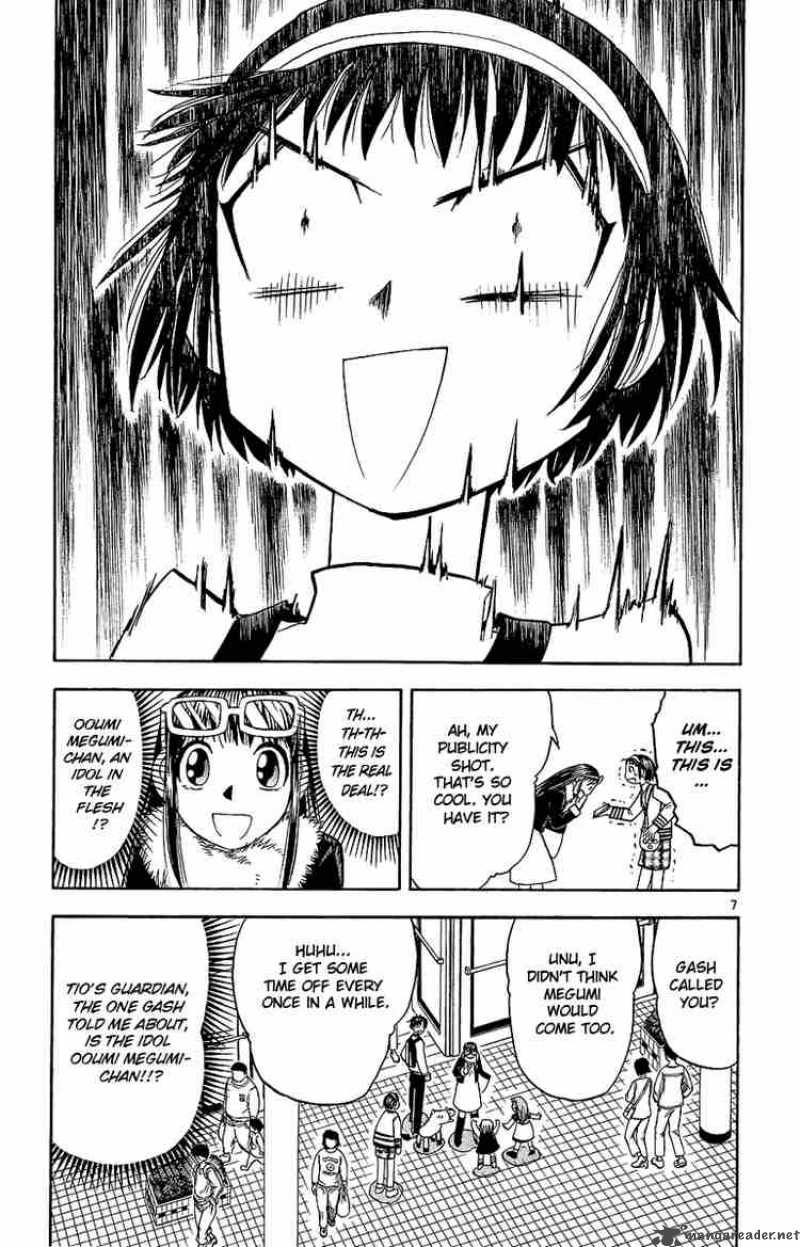 UM...
THIS...
THIS IS
...
AH, MY
PUBLICITY
SHOT.
THAT'S SO
COOL. YOU
HAVE IT?
TH...
TH-TH-
THIS IS
THE REAL
DEAL!?
OOUMI
MEGUMI-
CHAN, AN
IDOL IN
THE
FLESH
!?
7
GASH
CALLED
YOU?
UNU, I
DIDN'T THINK
MEGUMI
WOULD
COME TOO.
HUHU...
I GET SOME
TIME OFF EVERY
ONCE IN A WHILE.
TIO'S GUARDIAN,
THE ONE GASH
TOLD ME ABOUT,
IS THE IDOL
OOUMI MEGUMI-
CHAN!!?
mangareader.net